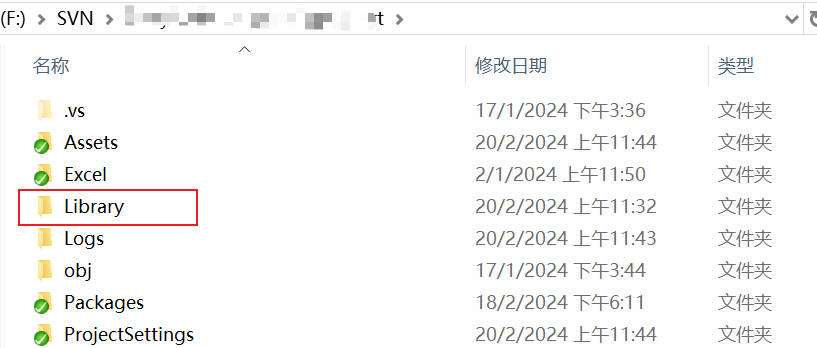 (F:) > SVN > t >
名称 修改日期 类型
.vs 17/1/2024 下午3:36 文件夹
Assets 20/2/2024 上午11:44 文件夹
Excel 2/1/2024 上午11:50 文件夹
Library 20/2/2024 上午11:32 文件夹
Logs 20/2/2024 上午11:43 文件夹
obj 17/1/2024 下午3:44 文件夹
Packages 18/2/2024 下午6:11 文件夹
ProjectSettings 20/2/2024 上午11:44 文件夹